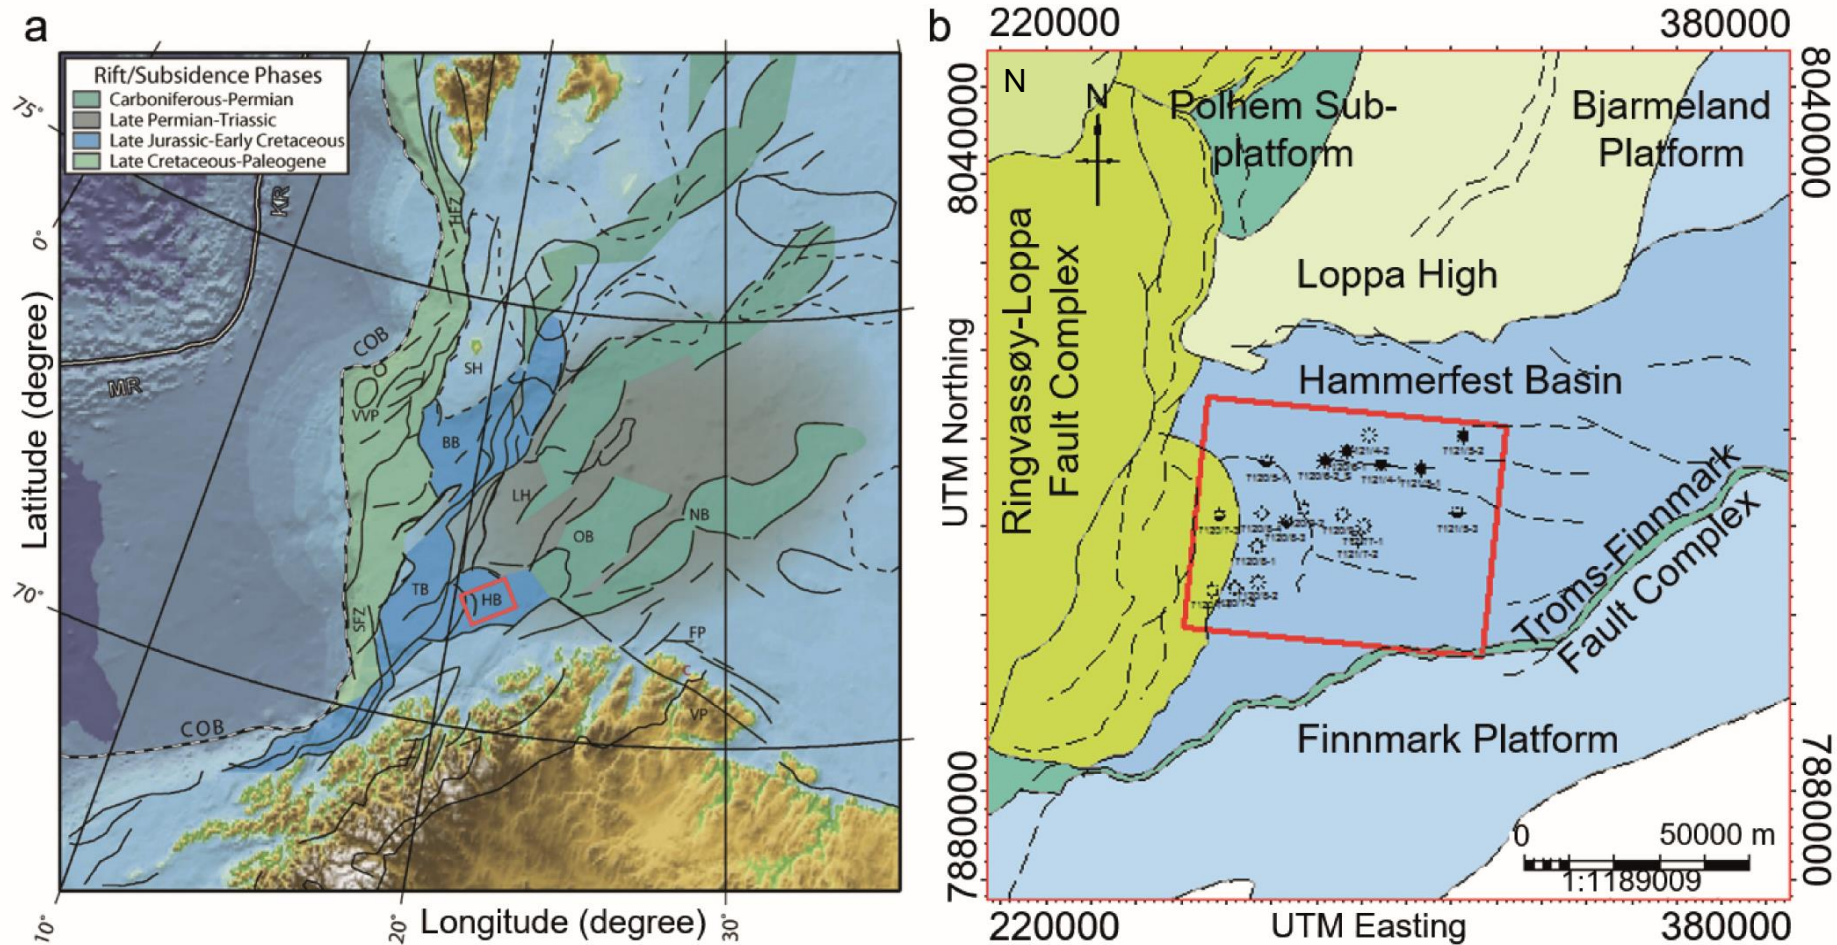 a
Rift/Subsidence Phases
Carboniferous-Permian
Late Permian-Triassic
Late Jurassic-Early Cretaceous
Late Cretaceous-Paleogene
75°
0°
70°
10°
20°
30°
Latitude (degree)
Longitude (degree)
KR
MR
HFZ
COB
VVP
SH
BB
LH
OB
NB
TB
HB
SFZ
FP
VP
COB
b
220000
380000
8040000
8040000
N
N
Polhem Sub-
platform
Bjarmeland
Platform
Loppa High
Ringvassøy-Loppa
Fault Complex
Hammerfest Basin
UTM Northing
7121/5-2
Troms-Finnmark
Fault Complex
Finnmark Platform
0
50000 m
1:1189009
7880000
7880000
220000
UTM Easting
380000